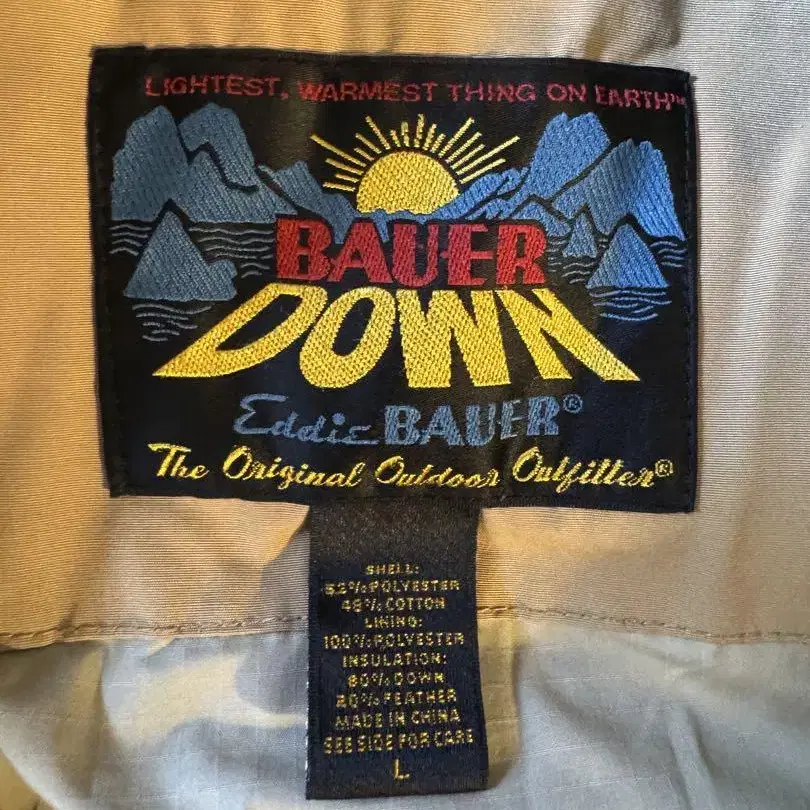 LIGHTEST, WARMEST THING ON EARTH™
BAUER
DOWN
Eddie BAUER®
The Original Outdoor Outfitter®
SHELL:
52% POLYESTER
48% COTTON
LINING:
100% POLYESTER
INSULATION:
80% DOWN
20% FEATHER
MADE IN CHINA
SEE SIDE FOR CARE
L